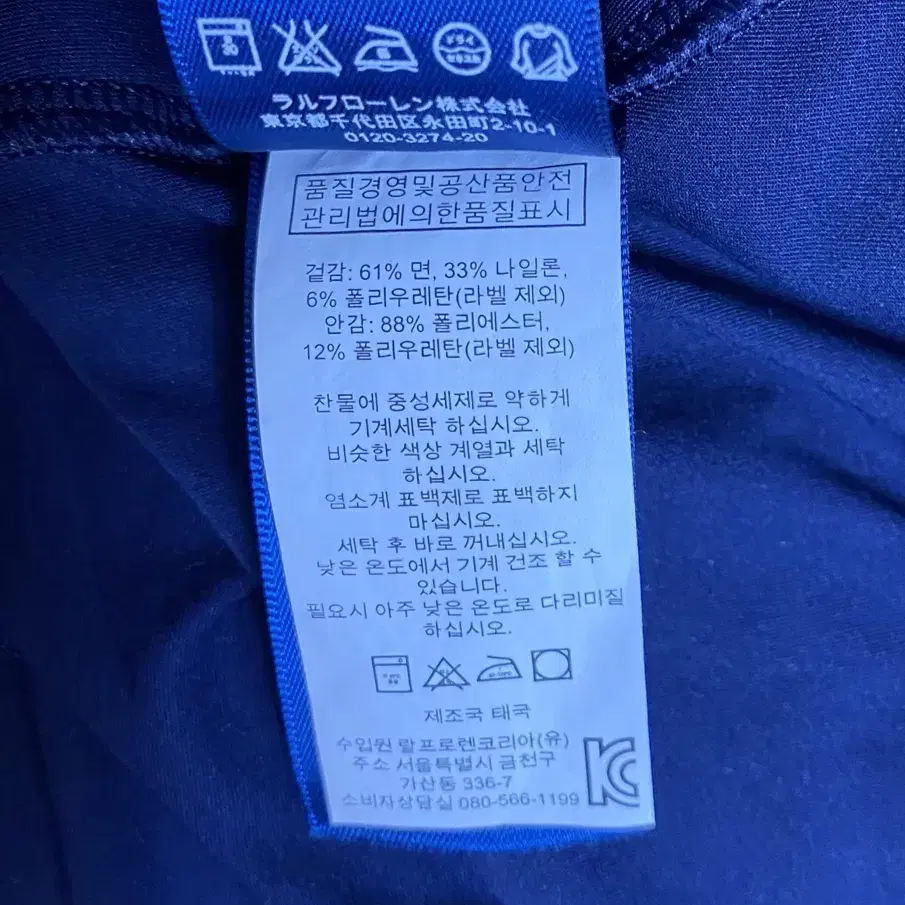 ラルフローレン株式会社
東京都千代田区永田町2-10-1
0120-3274-20
품질경영및공산품안전
관리법에의한품질표시
겉감: 61% 면, 33% 나일론,
6% 폴리우레탄(라벨 제외)
안감: 88% 폴리에스터,
12% 폴리우레탄(라벨 제외)
찬물에 중성세제로 약하게
기계세탁 하십시오.
비슷한 색상 계열과 세탁
하십시오.
염소계 표백제로 표백하지
마십시오.
세탁 후 바로 꺼내십시오.
낮은 온도에서 기계 건조 할 수
있습니다.
필요시 아주 낮은 온도로 다리미질
하십시오.
제조국 태국
수입원 랄프로렌코리아(유)
주소 서울특별시 금천구
가산동 336-7
소비자상담실 080-566-1199